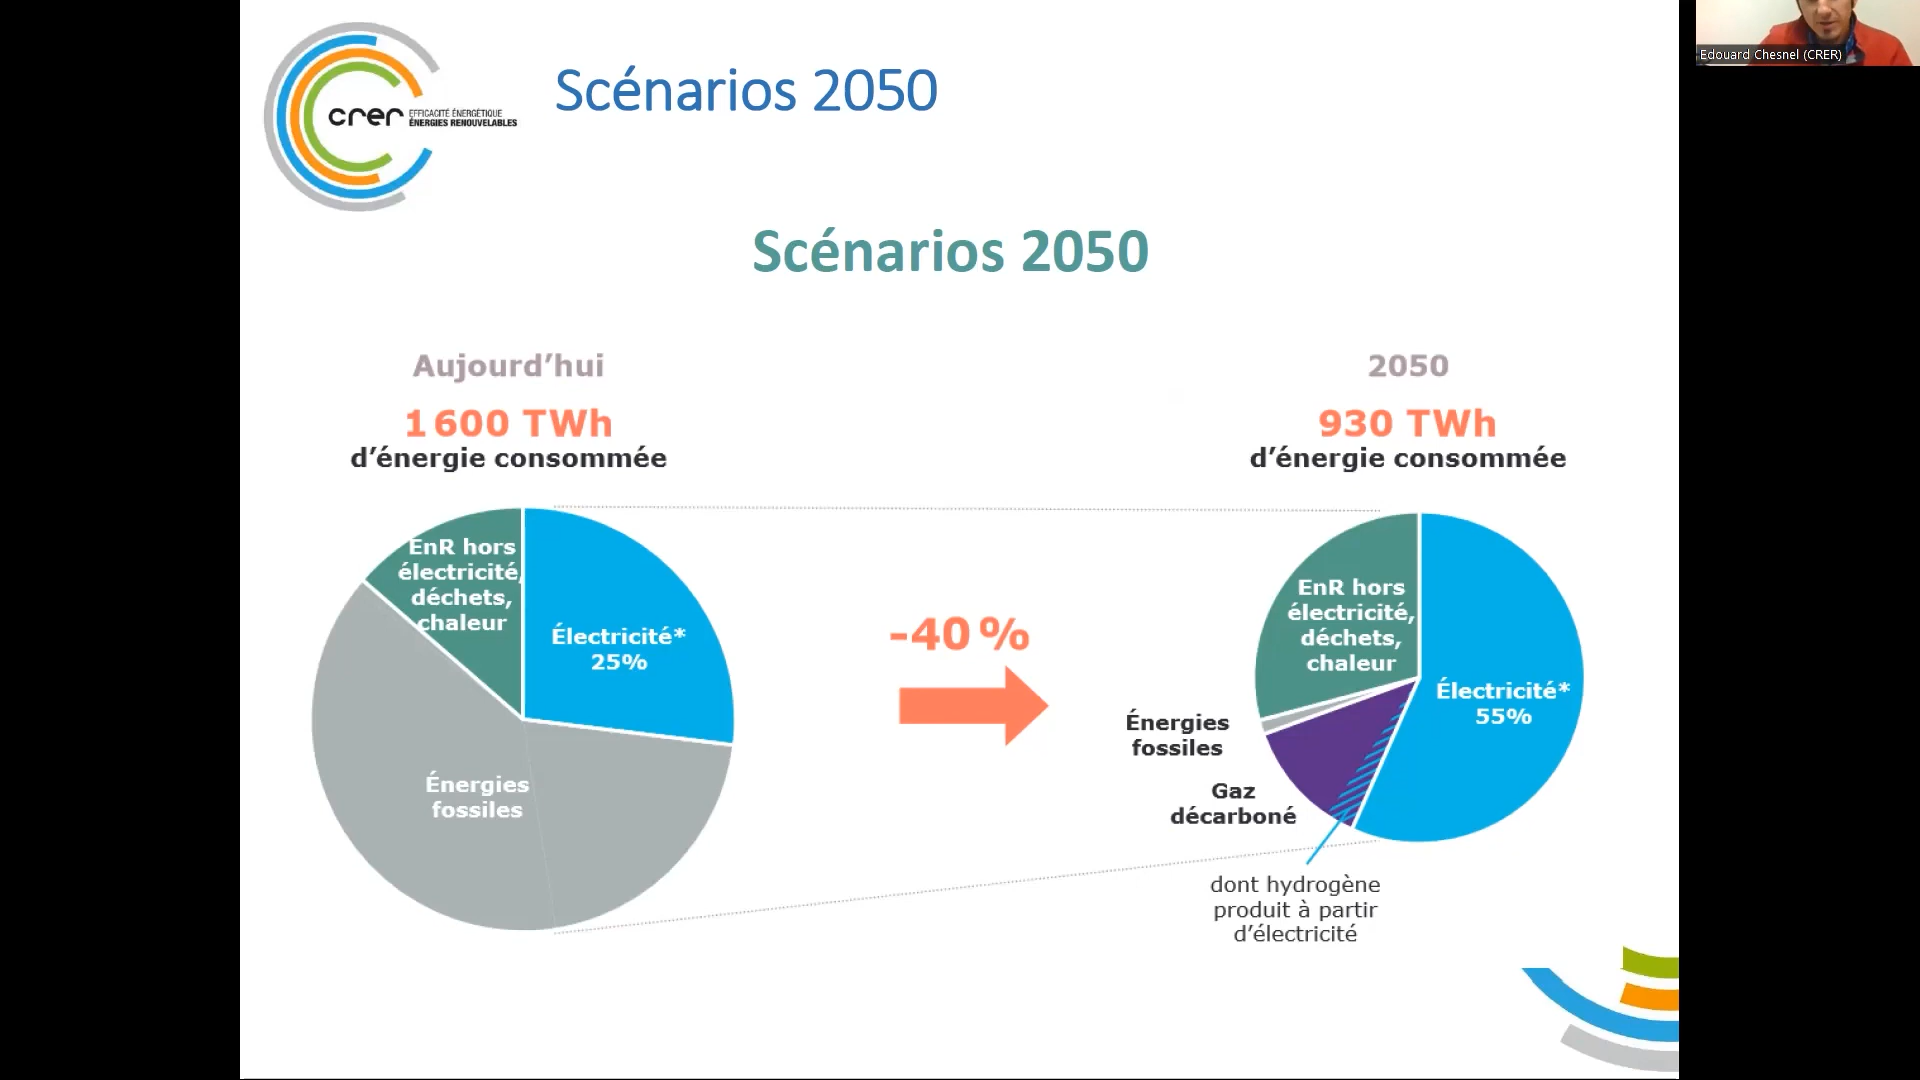 Edouard Chesnel (CRER)
crer EFFICACITÉ ÉNERGÉTIQUE
ÉNERGIES RENOUVELABLES
Scénarios 2050
Scénarios 2050
Aujourd'hui
1 600 TWh
d'énergie consommée
2050
930 TWh
d'énergie consommée
EnR hors
électricité,
déchets,
chaleur
Électricité*
25%
Énergies
fossiles
-40 %
EnR hors
électricité,
déchets,
chaleur
Électricité*
55%
Énergies
fossiles
Gaz
décarboné
dont hydrogène
produit à partir
d'électricité